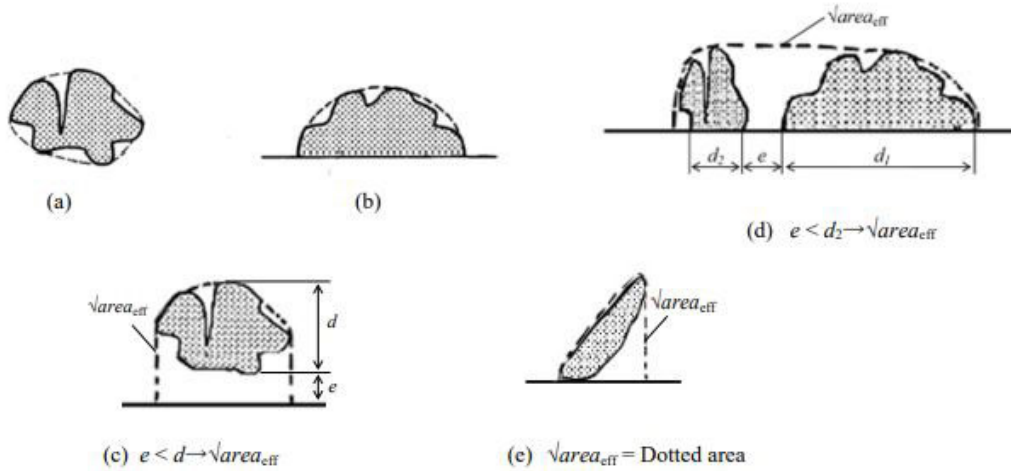 √area_eff
(a)
(b)
d₂
e
d₁
(d) e < d₂→√area_eff
√area_eff
d
e
√area_eff
(c) e < d→√area_eff
(e) √area_eff = Dotted area